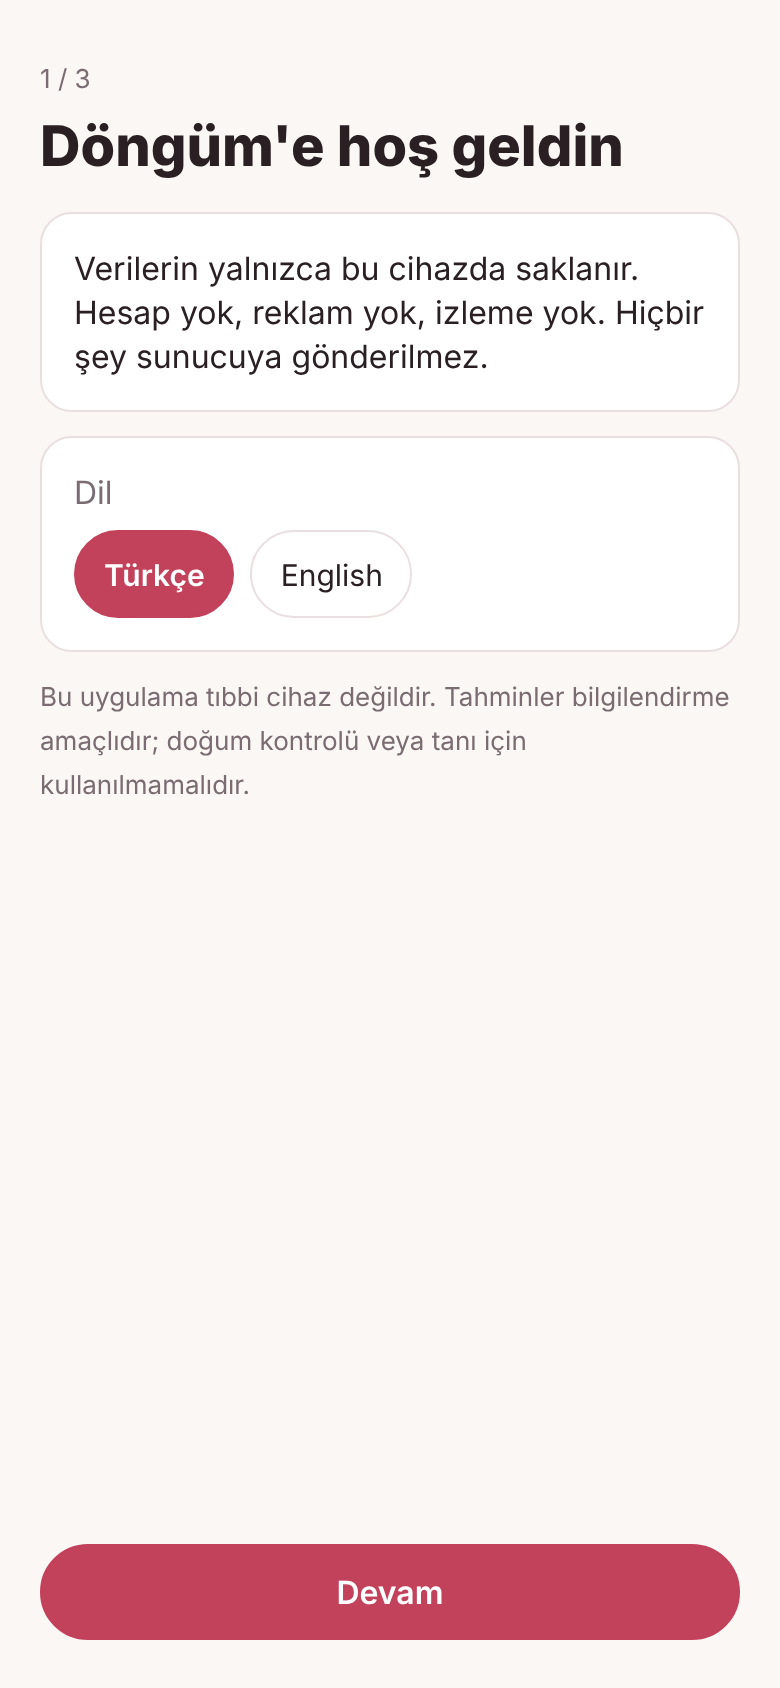 1 / 3
Döngüm'e hoş geldin
Verilerin yalnızca bu cihazda saklanır.
Hesap yok, reklam yok, izleme yok. Hiçbir
şey sunucuya gönderilmez.
Dil
Türkçe
English
Bu uygulama tıbbi cihaz değildir. Tahminler bilgilendirme
amaçlıdır; doğum kontrolü veya tanı için
kullanılmamalıdır.
Devam